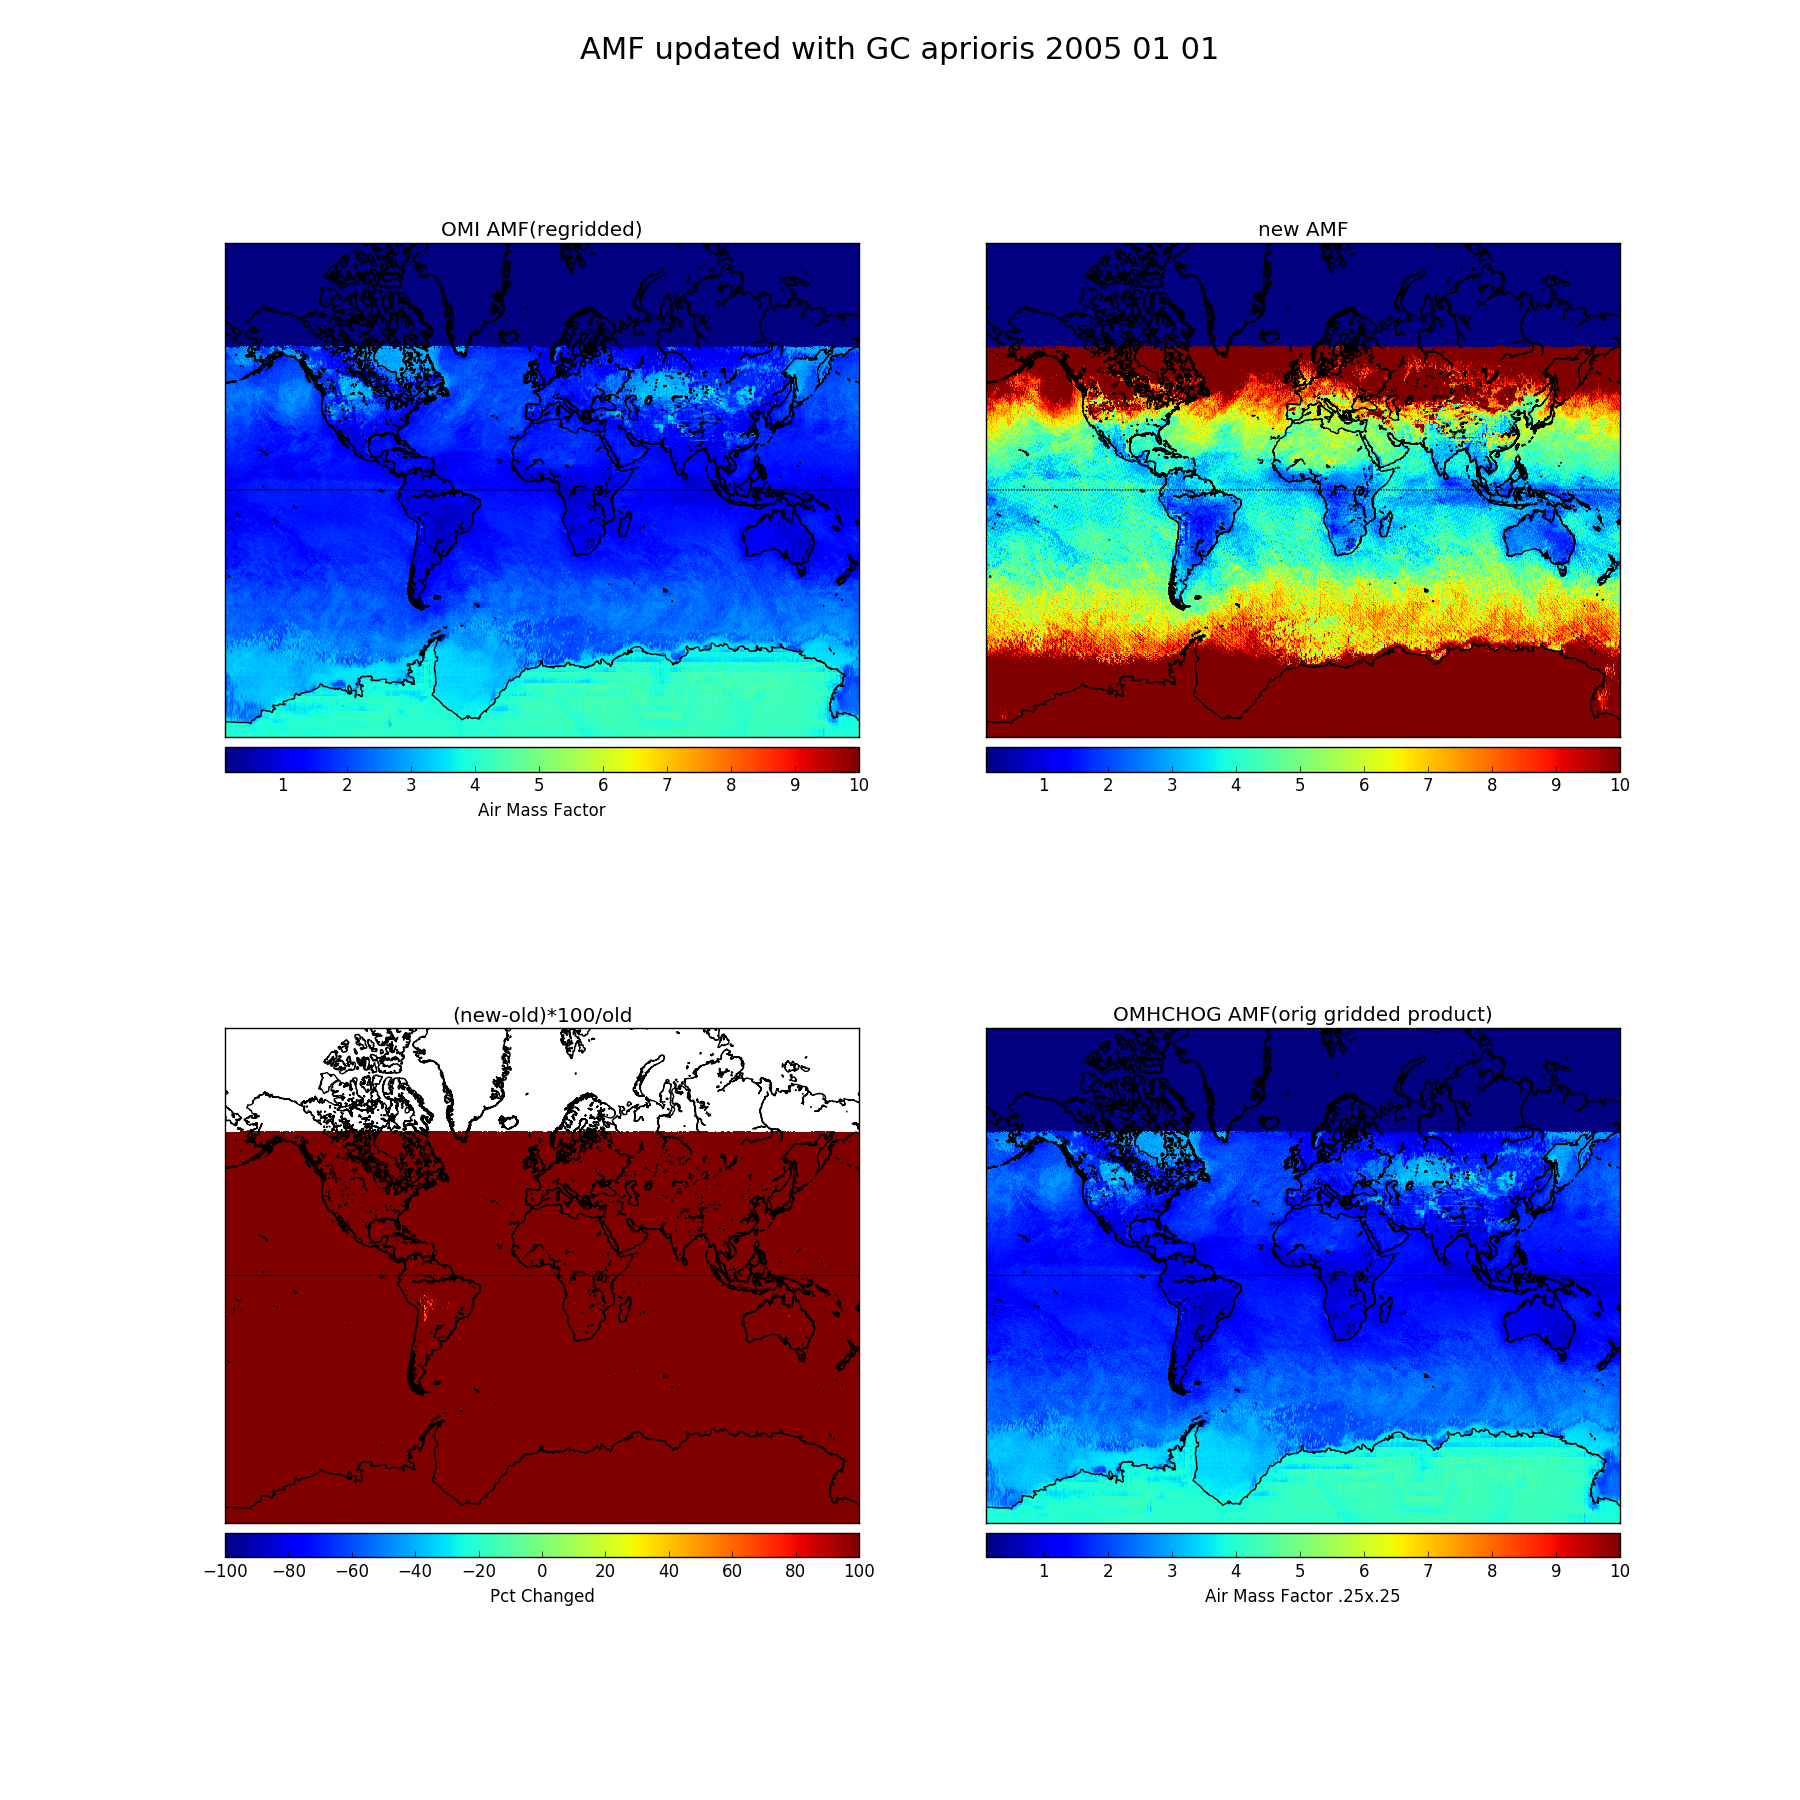 AMF updated with GC aprioris 2005 01 01
OMI AMF(regridded)
1 2 3 4 5 6 7 8 9 10
Air Mass Factor
new AMF
1 2 3 4 5 6 7 8 9 10
(new-old)*100/old
−100 −80 −60 −40 −20 0 20 40 60 80 100
Pct Changed
OMHCHOG AMF(orig gridded product)
1 2 3 4 5 6 7 8 9 10
Air Mass Factor .25x.25